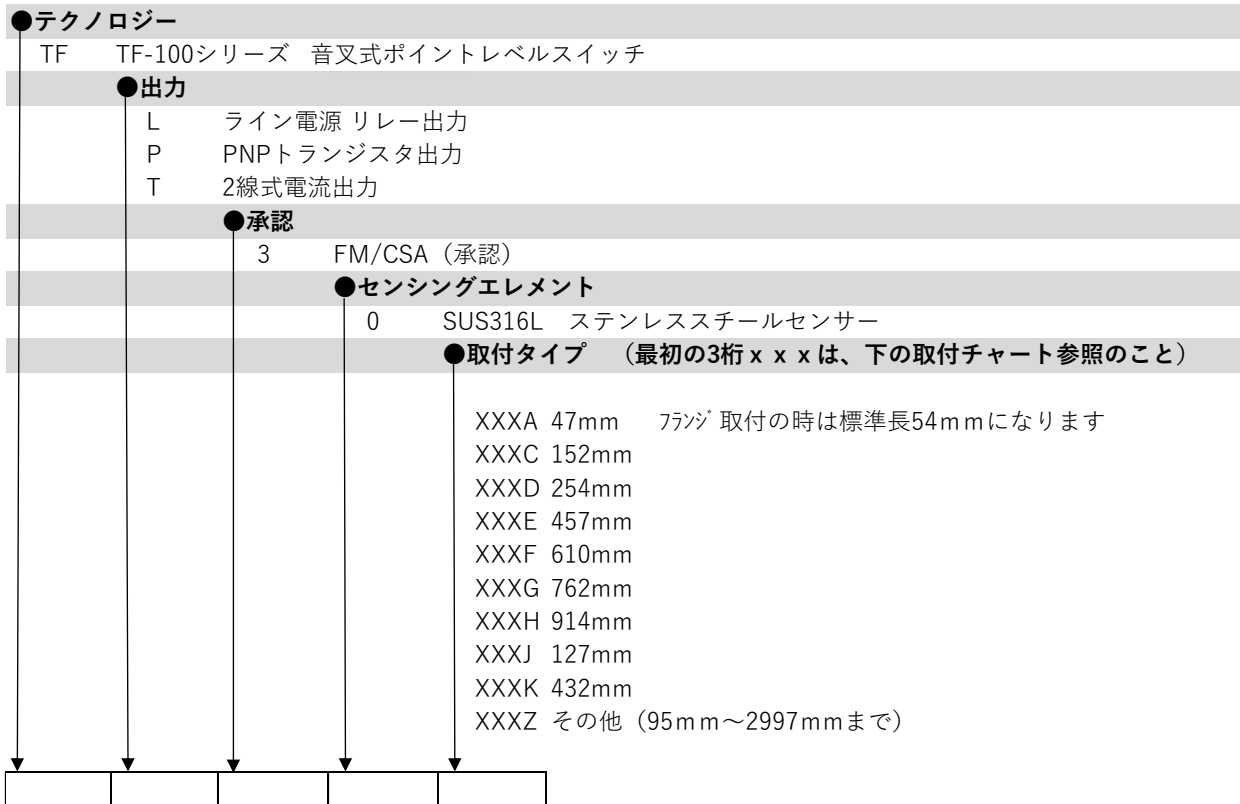 ●テクノロジー
TF TF-100シリーズ 音叉式ポイントレベルスイッチ
●出力
L ライン電源 リレー出力
P PNPトランジスタ出力
T 2線式電流出力
●承認
3 FM/CSA（承認）
●センシングエレメント
0 SUS316L ステンレススチールセンサー
●取付タイプ （最初の3桁ｘｘｘは、下の取付チャート参照のこと）
XXXA 47mm ﾌﾗﾝｼﾞ取付の時は標準長54ｍｍになります
XXXC 152mm
XXXD 254mm
XXXE 457mm
XXXF 610mm
XXXG 762mm
XXXH 914mm
XXXJ 127mm
XXXK 432mm
XXXZ その他（95ｍｍ～2997mmまで）